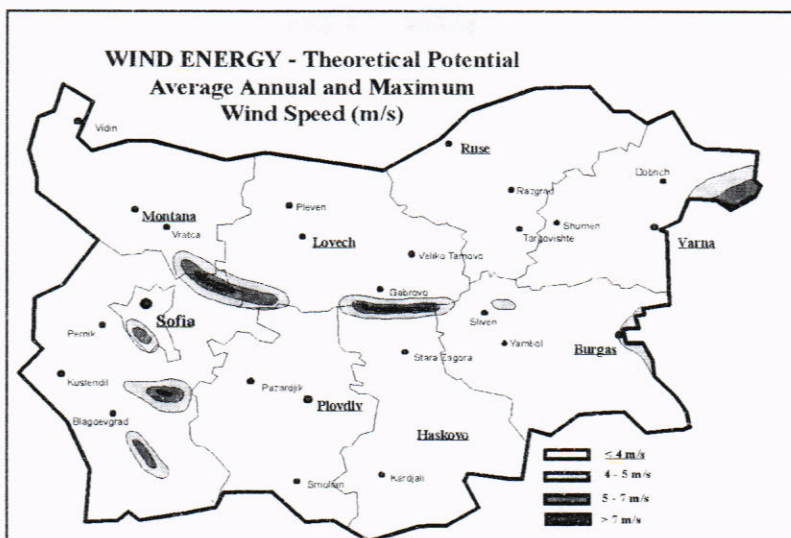 WIND ENERGY - Theoretical Potential
Average Annual and Maximum
Wind Speed (m/s)
Vidin
Ruse
Dobrich
Razgrad
Montana
Pleven
Vratca
Lovech
Shumen
Targovishte
Varna
Veliko Tarnovo
Gabrovo
Sofia
Sliven
Pernik
Yambol
Burgas
Stara Zagora
Kustendil
Pazardjik
Plovdiv
Blagoevgrad
Haskovo
Smolian
Kardjali
≤ 4 m/s
4 - 5 m/s
5 - 7 m/s
> 7 m/s